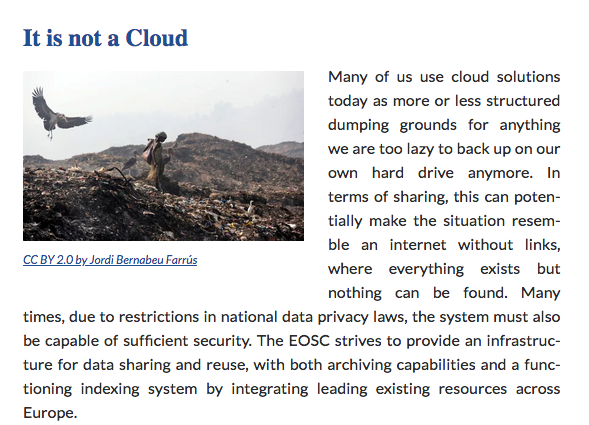 It is not a Cloud
Many of us use cloud solutions
today as more or less structured
dumping grounds for anything
we are too lazy to back up on our
own hard drive anymore. In
terms of sharing, this can poten-
tially make the situation resem-
ble an internet without links,
where everything exists but
nothing can be found. Many
CC BY 2.0 by Jordi Bernabeu Farrús
times, due to restrictions in national data privacy laws, the system must also
be capable of sufficient security. The EOSC strives to provide an infrastruc-
ture for data sharing and reuse, with both archiving capabilities and a func-
tioning indexing system by integrating leading existing resources across
Europe.